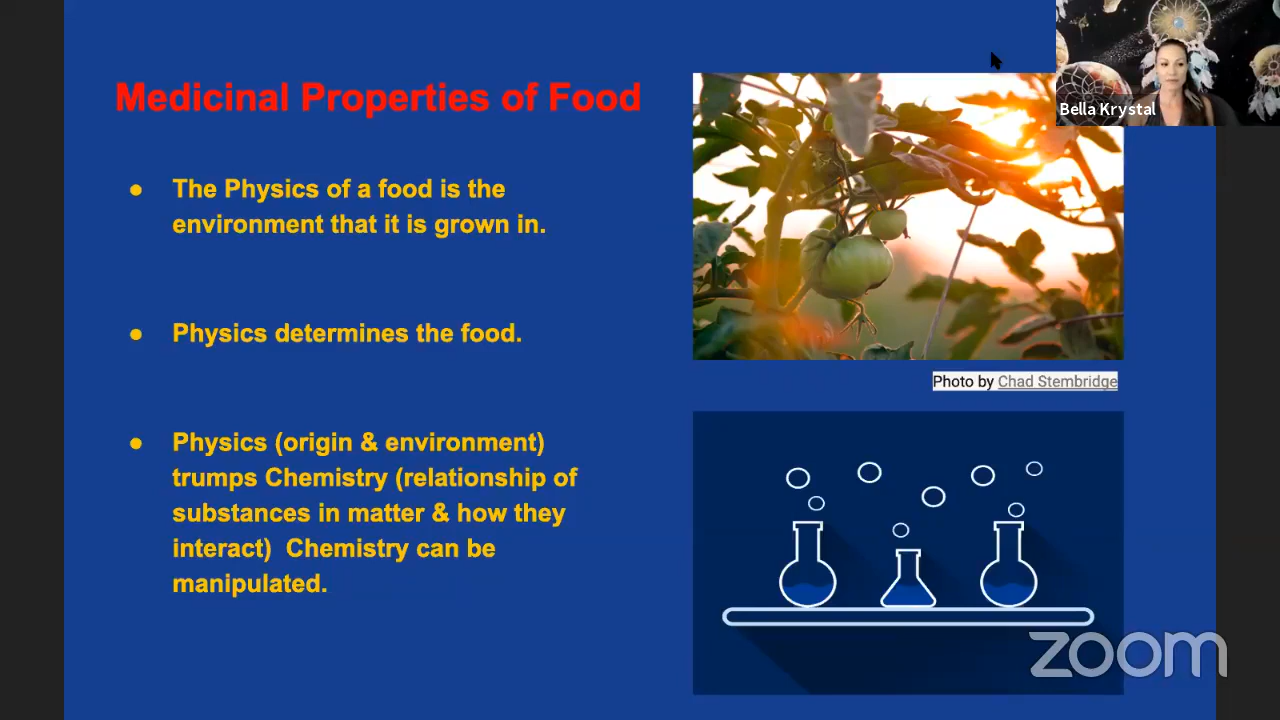 Medicinal Properties of Food
● The Physics of a food is the
environment that it is grown in.
● Physics determines the food.
● Physics (origin & environment)
trumps Chemistry (relationship of
substances in matter & how they
interact)  Chemistry can be
manipulated.
Bella Krystal
Photo by Chad Stembridge
zoom